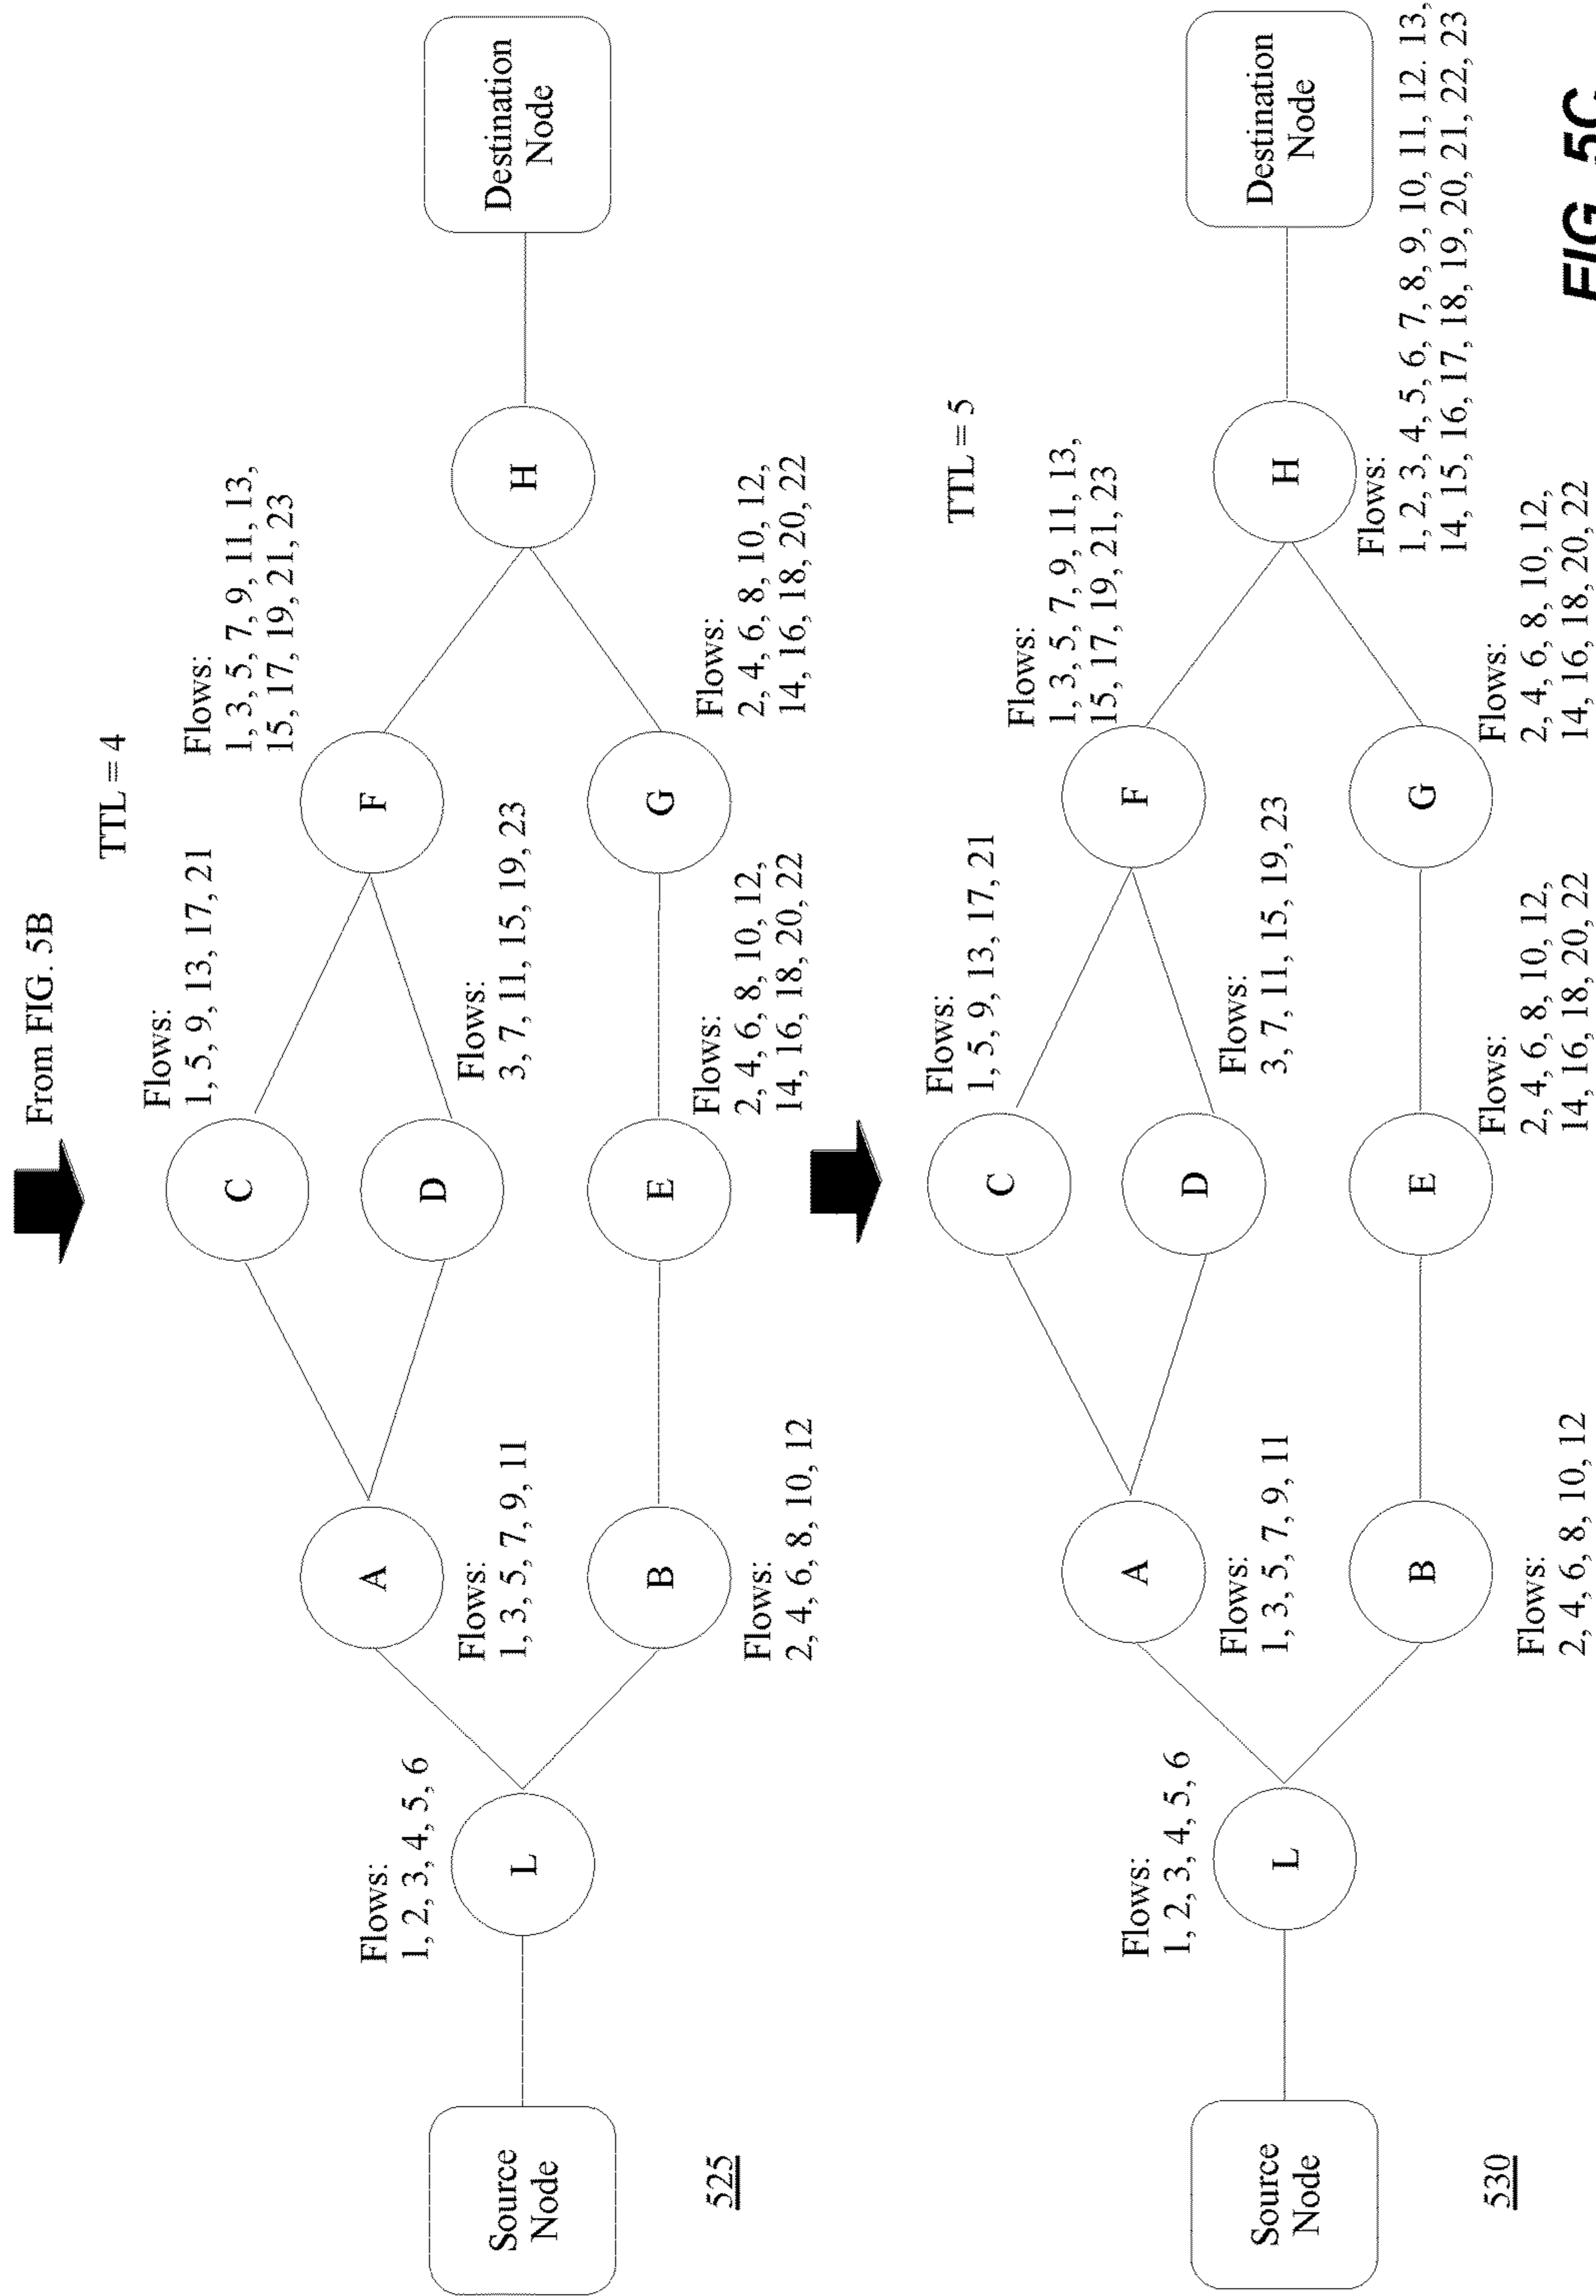 From FIG. 5B
TTL = 4
Flows:
1, 5, 9, 13, 17, 21
Flows:
1, 3, 5, 7, 9, 11, 13,
15, 17, 19, 21, 23
C
F
Flows:
1, 2, 3, 4, 5, 6
A
D
Flows:
3, 7, 11, 15, 19, 23
Source
Node
L
H
Destination
Node
Flows:
1, 3, 5, 7, 9, 11
B
E
G
Flows:
2, 4, 6, 8, 10, 12
Flows:
2, 4, 6, 8, 10, 12,
14, 16, 18, 20, 22
Flows:
2, 4, 6, 8, 10, 12,
14, 16, 18, 20, 22
525
TTL = 5
Flows:
1, 5, 9, 13, 17, 21
Flows:
1, 3, 5, 7, 9, 11, 13,
15, 17, 19, 21, 23
C
F
Flows:
1, 2, 3, 4, 5, 6
A
D
Flows:
3, 7, 11, 15, 19, 23
Source
Node
L
H
Destination
Node
Flows:
1, 3, 5, 7, 9, 11
Flows:
1, 2, 3, 4, 5, 6, 7, 8, 9, 10, 11, 12. 13,
14, 15, 16, 17, 18, 19, 20, 21, 22, 23
B
E
G
Flows:
2, 4, 6, 8, 10, 12
Flows:
2, 4, 6, 8, 10, 12,
14, 16, 18, 20, 22
Flows:
2, 4, 6, 8, 10, 12,
14, 16, 18, 20, 22
530
FIG. 5C